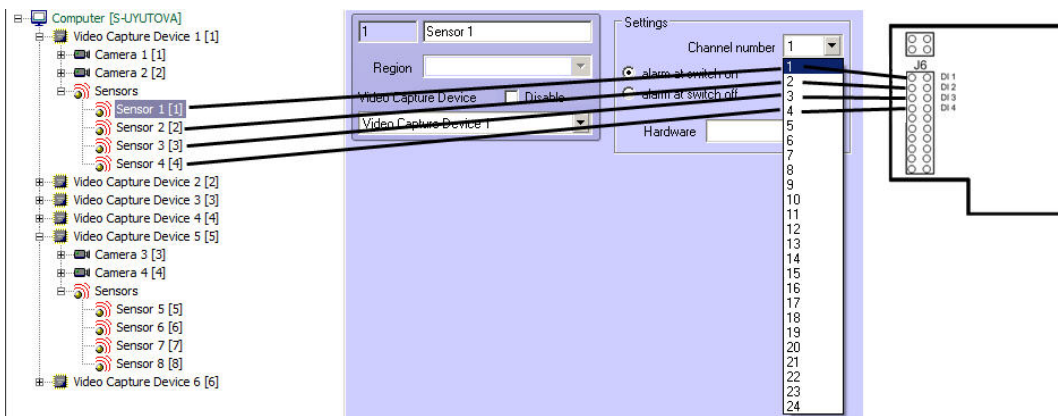 Computer [S-UYUTOVA]
Video Capture Device 1 [1]
Camera 1 [1]
Camera 2 [2]
Sensors
Sensor 1 [1]
Sensor 2 [2]
Sensor 3 [3]
Sensor 4 [4]
Video Capture Device 2 [2]
Video Capture Device 3 [3]
Video Capture Device 4 [4]
Video Capture Device 5 [5]
Camera 3 [3]
Camera 4 [4]
Sensors
Sensor 5 [5]
Sensor 6 [6]
Sensor 7 [7]
Sensor 8 [8]
Video Capture Device 6 [6]
1 Sensor 1
Region
Video Capture Device Disable
Video Capture Device 1
Settings
Channel number 1
alarm at switch on
alarm at switch off
Hardware
1
2
3
4
5
6
7
8
9
10
11
12
13
14
15
16
17
18
19
20
21
22
23
24
J6
DI 1
DI 2
DI 3
DI 4